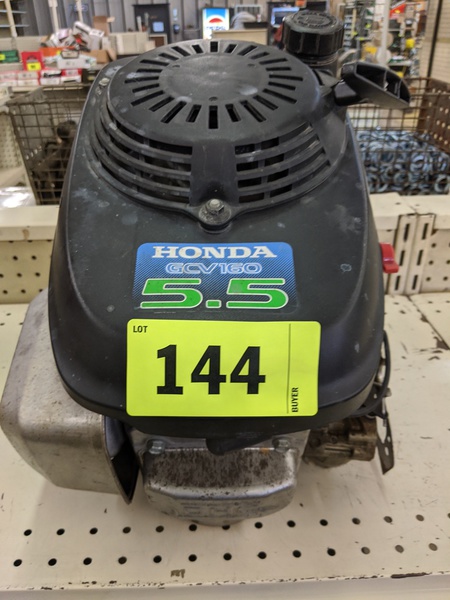 HONDA
GCV160
5.5
LOT
144
BUYER